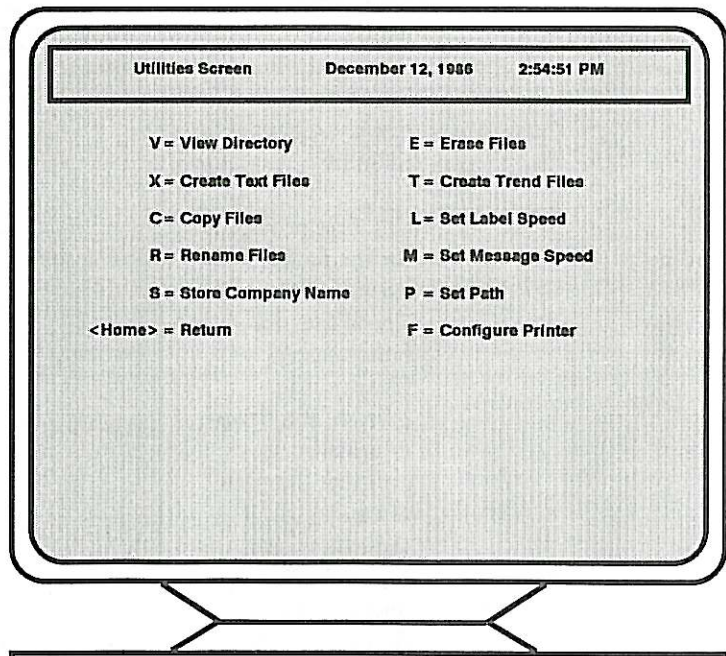 Utilities Screen December 12, 1986 2:54:51 PM
V = View Directory E = Erase Files
X = Create Text Files T = Create Trend Files
C = Copy Files L = Set Label Speed
R = Rename Files M = Set Message Speed
S = Store Company Name P = Set Path
<Home> = Return F = Configure Printer